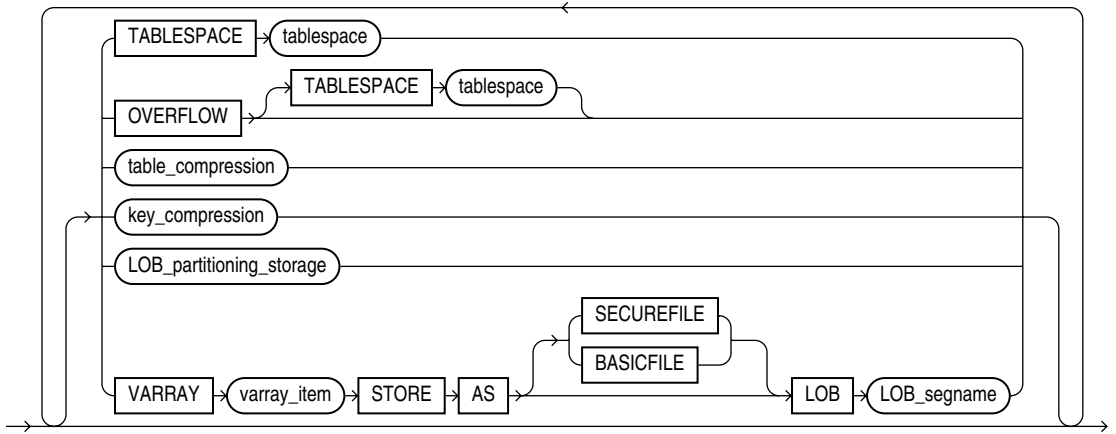 TABLESPACE tablespace
TABLESPACE tablespace
OVERFLOW
table_compression
key_compression
LOB_partitioning_storage
SECUREFILE
BASICFILE
VARRAY varray_item STORE AS LOB LOB_segname